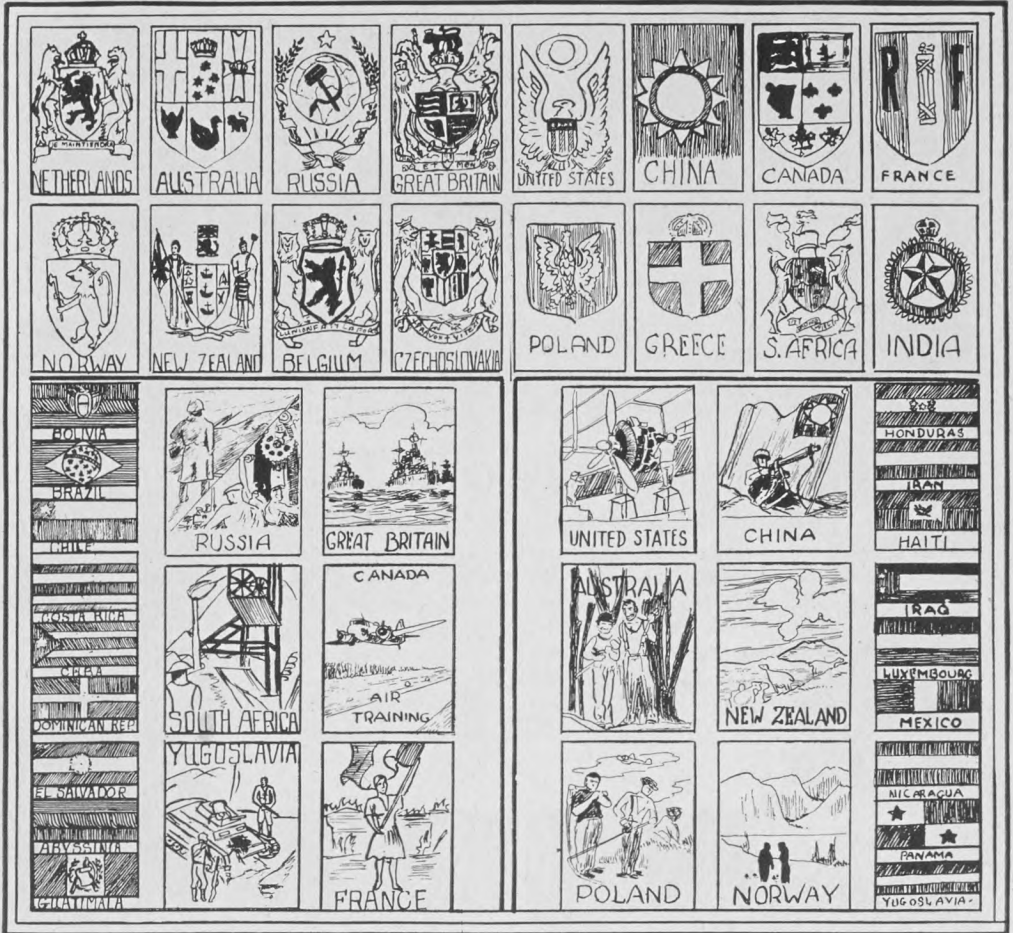 JE MAINTIENDRAI
NETHERLANDS
AUSTRALIA
RUSSIA
ET MON
GREAT BRITAIN
UNITED STATES
CHINA
CANADA
R F
FRANCE
NORWAY
NEW ZEALAND
BELGIUM
CZECHOSLOVAKIA
POLAND
GREECE
S. AFRICA
INDIA
BOLIVIA
BRAZIL
CHILE
RUSSIA
GREAT BRITAIN
UNITED STATES
CHINA
HONDURAS
IRAN
HAITI
COSTA RICA
CUBA
DOMINICAN REP.
SOUTH AFRICA
CANADA
AIR
TRAINING
AUSTRALIA
NEW ZEALAND
IRAQ
LUXEMBOURG
MEXICO
EL SALVADOR
ABYSSINIA
GUATIMALA
YUGOSLAVIA
FRANCE
POLAND
NORWAY
NICARAGUA
PANAMA
YUGOSLAVIA-